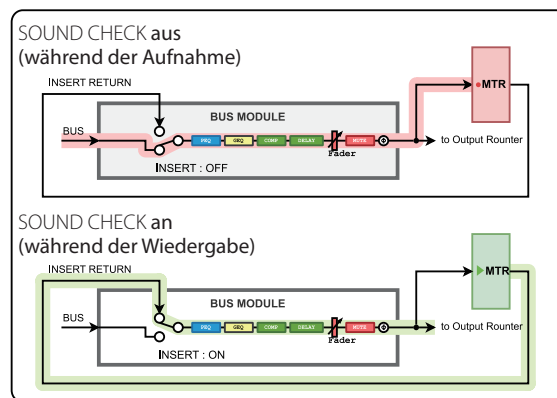 SOUND CHECK aus
(während der Aufnahme)
INSERT RETURN
MTR
BUS MODULE
BUS
PEQ GEQ COMP DELAY MUTE Φ
to Output Rounter
Fader
INSERT : OFF
SOUND CHECK an
(während der Wiedergabe)
INSERT RETURN
MTR
BUS MODULE
BUS
PEQ GEQ COMP DELAY MUTE Φ
to Output Rounter
Fader
INSERT : ON